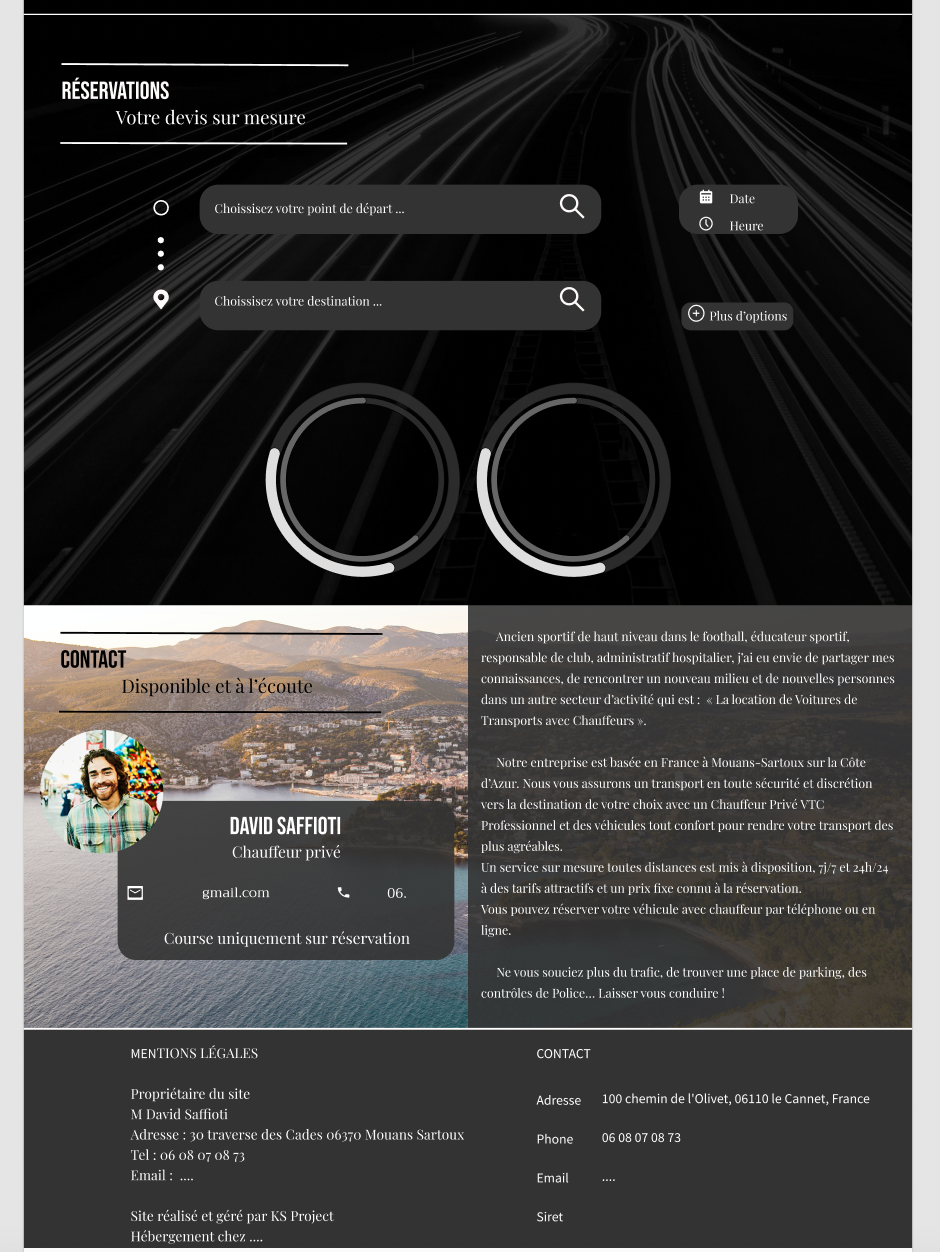 RÉSERVATIONS
Votre devis sur mesure
Choissisez votre point de départ ...
Date
Heure
Choissisez votre destination ...
Plus d'options
CONTACT
Disponible et à l'écoute
DAVID SAFFIOTI
Chauffeur privé
gmail.com
06.
Course uniquement sur réservation
Ancien sportif de haut niveau dans le football, éducateur sportif,
responsable de club, administratif hospitalier, j'ai eu envie de partager mes
connaissances, de rencontrer un nouveau milieu et de nouvelles personnes
dans un autre secteur d'activité qui est : « La location de Voitures de
Transports avec Chauffeurs ».
Notre entreprise est basée en France à Mouans-Sartoux sur la Côte
d'Azur. Nous vous assurons un transport en toute sécurité et discrétion
vers la destination de votre choix avec un Chauffeur Privé VTC
Professionnel et des véhicules tout confort pour rendre votre transport des
plus agréables.
Un service sur mesure toutes distances est mis à disposition, 7j/7 et 24h/24
à des tarifs attractifs et un prix fixe connu à la réservation.
Vous pouvez réserver votre véhicule avec chauffeur par téléphone ou en
ligne.
Ne vous souciez plus du trafic, de trouver une place de parking, des
contrôles de Police... Laisser vous conduire !
MENTIONS LÉGALES
Propriétaire du site
M David Saffioti
Adresse : 30 traverse des Cades 06370 Mouans Sartoux
Tel : 06 08 07 08 73
Email : ....
Site réalisé et géré par KS Project
Hébergement chez ....
CONTACT
Adresse 100 chemin de l'Olivet, 06110 le Cannet, France
Phone 06 08 07 08 73
Email ....
Siret